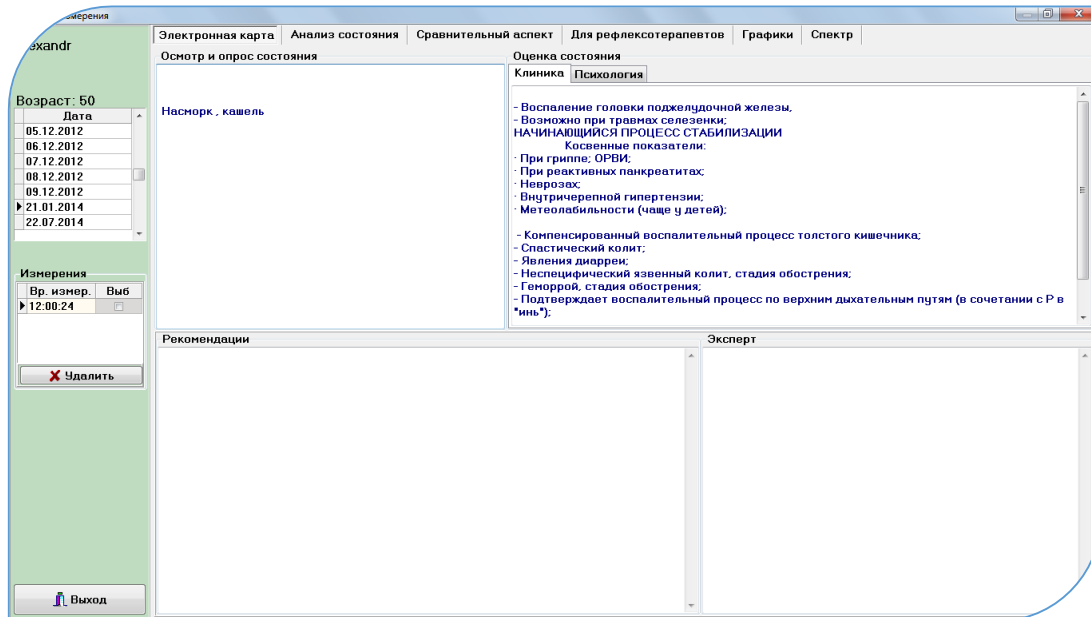 Электронная карта
Анализ состояния
Сравнительный аспект
Для рефлексотерапевтов
Графики
Спектр
Возраст: 50
Дата
05.12.2012
06.12.2012
07.12.2012
08.12.2012
09.12.2012
21.01.2014
22.07.2014
Измерения
Вр. измер. Выб
12:00:24
Удалить
Выход
Осмотр и опрос состояния
Насморк , кашель
Оценка состояния
Клиника Психология
- Воспаление головки поджелудочной железы,
- Возможно при травмах селезенки;
НАЧИНАЮЩИЙСЯ ПРОЦЕСС СТАБИЛИЗАЦИИ
Косвенные показатели:
· При гриппе; ОРВИ;
· При реактивных панкреатитах;
· Неврозах;
· Внутричерепной гипертензии;
· Метеолабильности (чаще у детей);
- Компенсированный воспалительный процесс толстого кишечника;
- Спастический колит;
- Явления диарреи;
- Неспецифический язвенный колит, стадия обострения;
- Геморрой, стадия обострения;
- Подтверждает воспалительный процесс по верхним дыхательным путям (в сочетании с Р в
"инь");
Рекомендации
Эксперт